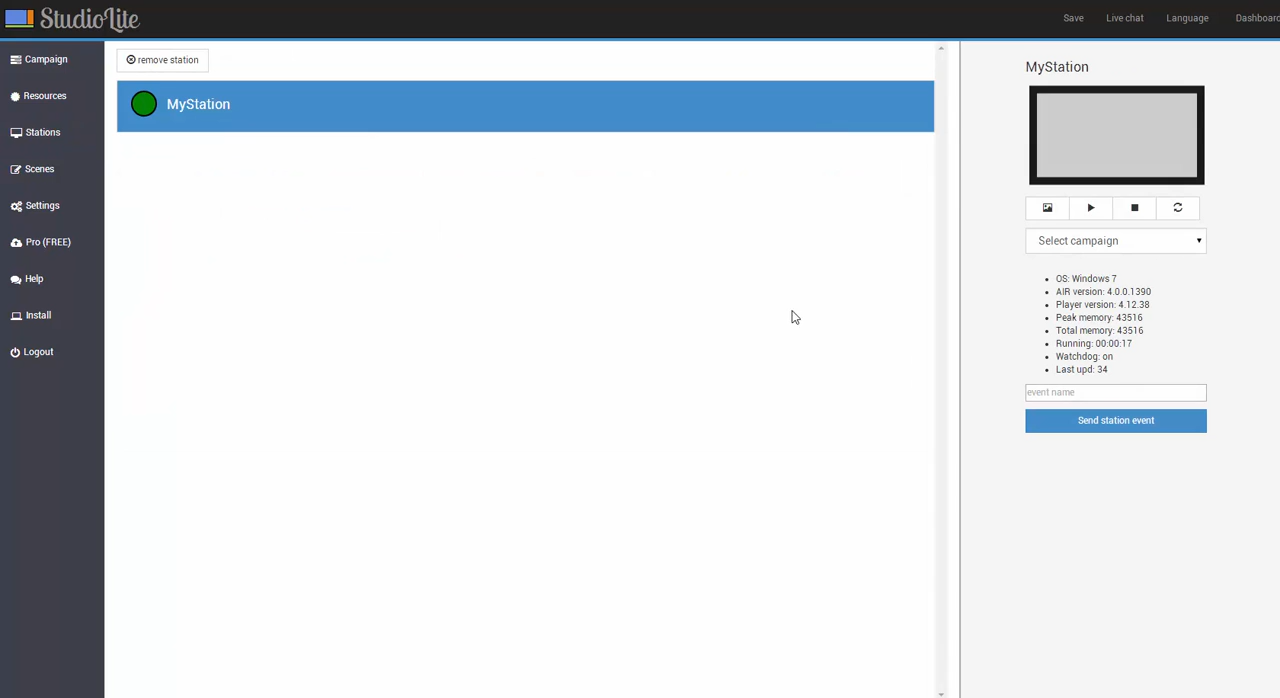 StudioLite
Save
Live chat
Language
Dashboard
Campaign
Resources
Stations
Scenes
Settings
Pro (FREE)
Help
Install
Logout
remove station
MyStation
MyStation
Select campaign
OS: Windows 7
AIR version: 4.0.0.1390
Player version: 4.12.38
Peak memory: 43516
Total memory: 43516
Running: 00:00:17
Watchdog: on
Last upd: 34
event name
Send station event